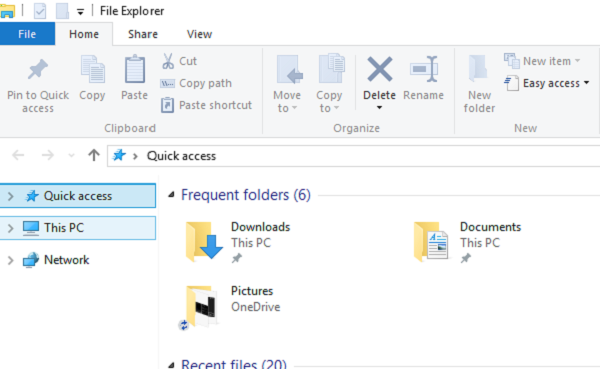 File Explorer
File Home Share View
Pin to Quick access
Copy
Paste
Cut
Copy path
Paste shortcut
Clipboard
Move to
Copy to
Delete
Rename
Organize
New folder
New item
Easy access
New
Quick access
Quick access
This PC
Network
Frequent folders (6)
Downloads
This PC
Documents
This PC
Pictures
OneDrive
Recent files (20)